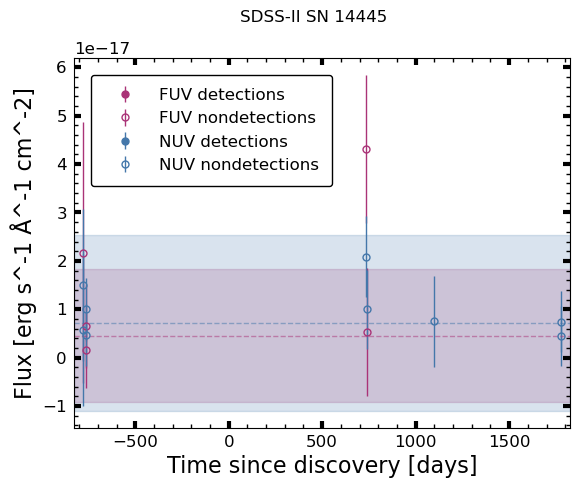 SDSS-II SN 14445
1e−17
6
5
4
3
2
1
0
−1
Flux [erg s^-1 Å^-1 cm^-2]
FUV detections
FUV nondetections
NUV detections
NUV nondetections
−500 0 500 1000 1500
Time since discovery [days]